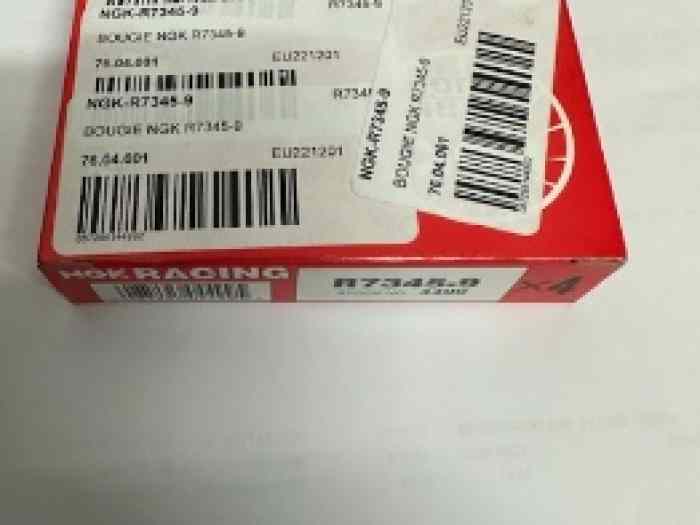 NGK-R7345-9
R7345-9
BOUGIE NGK R7345-9
76.04.001
EU221201
NGK-R7345-9
BOUGIE NGK R7345-9
76.04.001
EU221201
NGK-R7345-9
BOUGIE NGK R7345-9
76.04.001
NGK RACING
R7345-9
x4